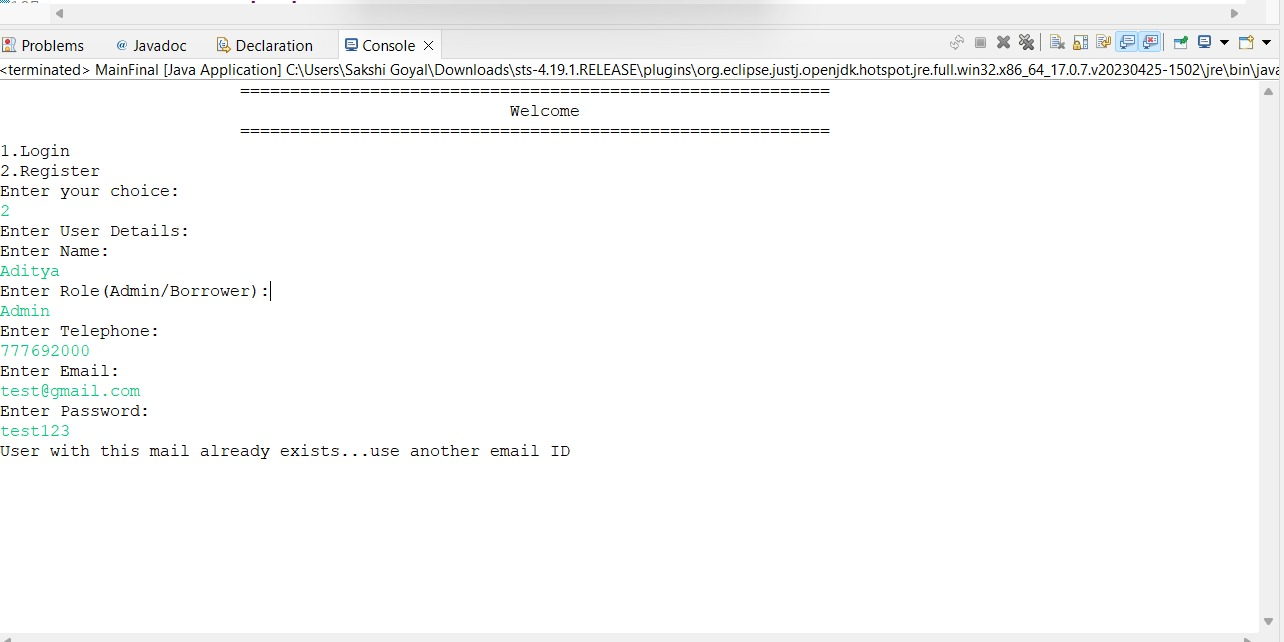 Problems @ Javadoc Declaration Console
<terminated> MainFinal [Java Application] C:\Users\Sakshi Goyal\Downloads\sts-4.19.1.RELEASE\plugins\org.eclipse.justj.openjdk.hotspot.jre.full.win32.x86_64_17.0.7.v20230425-1502\jre\bin\java
===========================================================
Welcome
===========================================================
1.Login
2.Register
Enter your choice:
2
Enter User Details:
Enter Name:
Aditya
Enter Role(Admin/Borrower):
Admin
Enter Telephone:
777692000
Enter Email:
test@gmail.com
Enter Password:
test123
User with this mail already exists...use another email ID